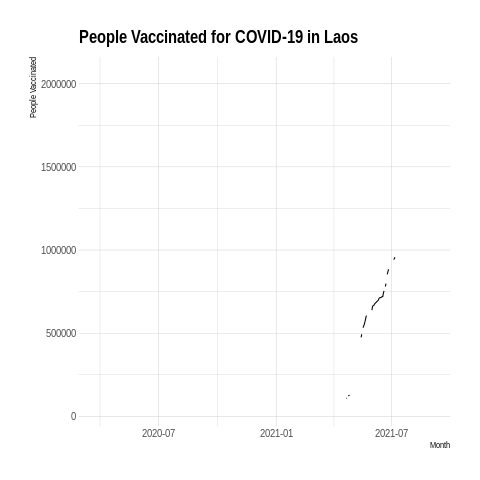 People Vaccinated for COVID-19 in Laos
People Vaccinated
2000000
1500000
1000000
500000
0
2020-07 2021-01 2021-07
Month